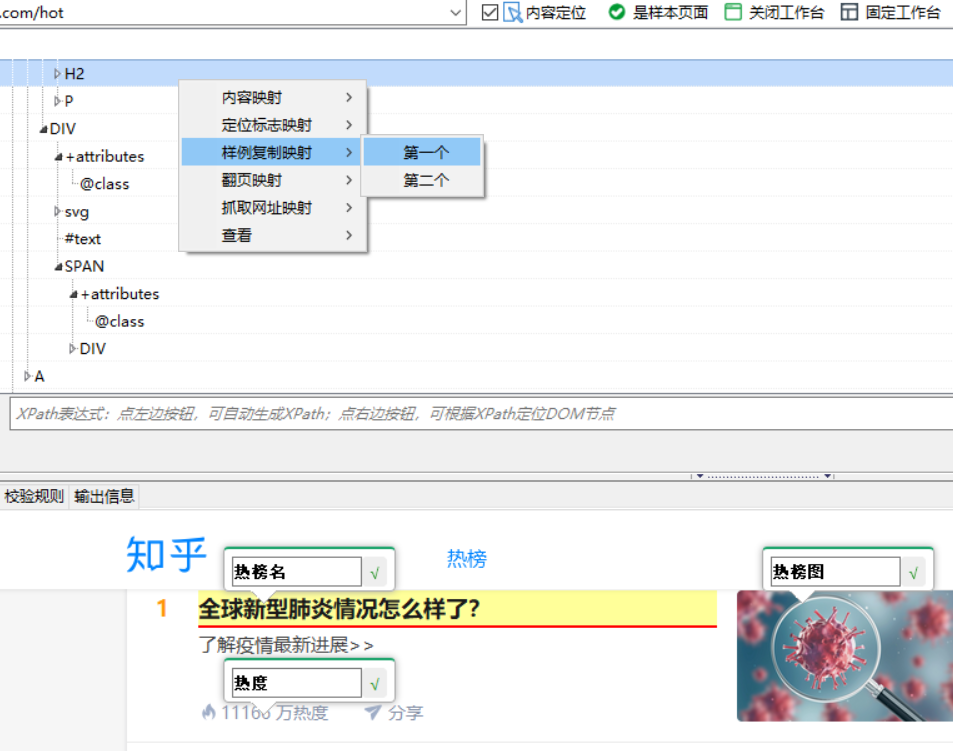 .com/hot 内容定位 是样本页面 关闭工作台 固定工作台
H2
P
DIV
+attributes
@class
svg
#text
SPAN
+attributes
@class
DIV
A
内容映射
定位标志映射
样例复制映射
翻页映射
抓取网址映射
查看
第一个
第二个
XPath表达式：点左边按钮，可自动生成XPath；点右边按钮，可根据XPath定位DOM节点
校验规则 输出信息
知乎 热榜
热榜名 √
热榜图 √
1 全球新型肺炎情况怎么样了？
了解疫情最新进展>>
热度 √
万热度 分享